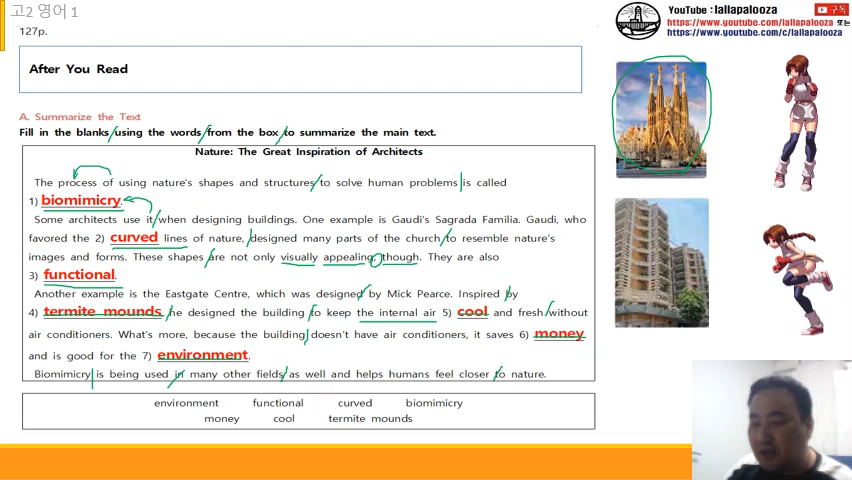 고2 영어 1
127p.
YouTube : lallapalooza 구독
https://www.youtube.com/lallapalooza 또는
https://www.youtube.com/c/lallapalooza
After You Read
A. Summarize the Text
Fill in the blanks using the words from the box to summarize the main text.
Nature: The Great Inspiration of Architects
The process of using nature's shapes and structures to solve human problems is called
1) biomimicry.
Some architects use it when designing buildings. One example is Gaudi's Sagrada Familia. Gaudi, who
favored the 2) curved lines of nature, designed many parts of the church to resemble nature's
images and forms. These shapes are not only visually appealing, though. They are also
3) functional.
Another example is the Eastgate Centre, which was designed by Mick Pearce. Inspired by
4) termite mounds, he designed the building to keep the internal air 5) cool and fresh without
air conditioners. What's more, because the building doesn't have air conditioners, it saves 6) money
and is good for the 7) environment.
Biomimicry is being used in many other fields as well and helps humans feel closer to nature.
environment functional curved biomimicry
money cool termite mounds